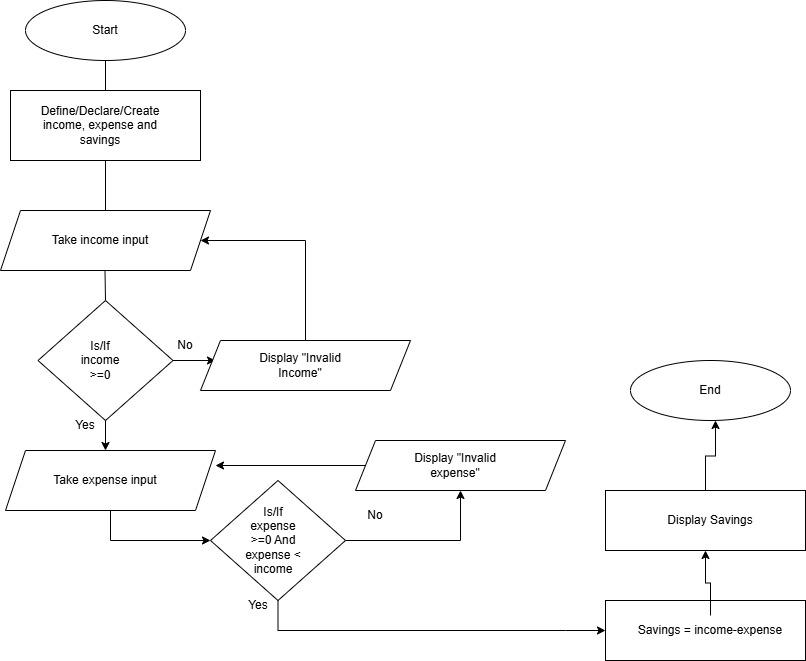 Start
Define/Declare/Create
income, expense and
savings
Take income input
Is/If
income
>=0
No
Display "Invalid
Income"
Yes
Take expense input
Display "Invalid
expense"
Is/If
expense
>=0 And
expense <
income
No
Yes
Savings = income-expense
Display Savings
End